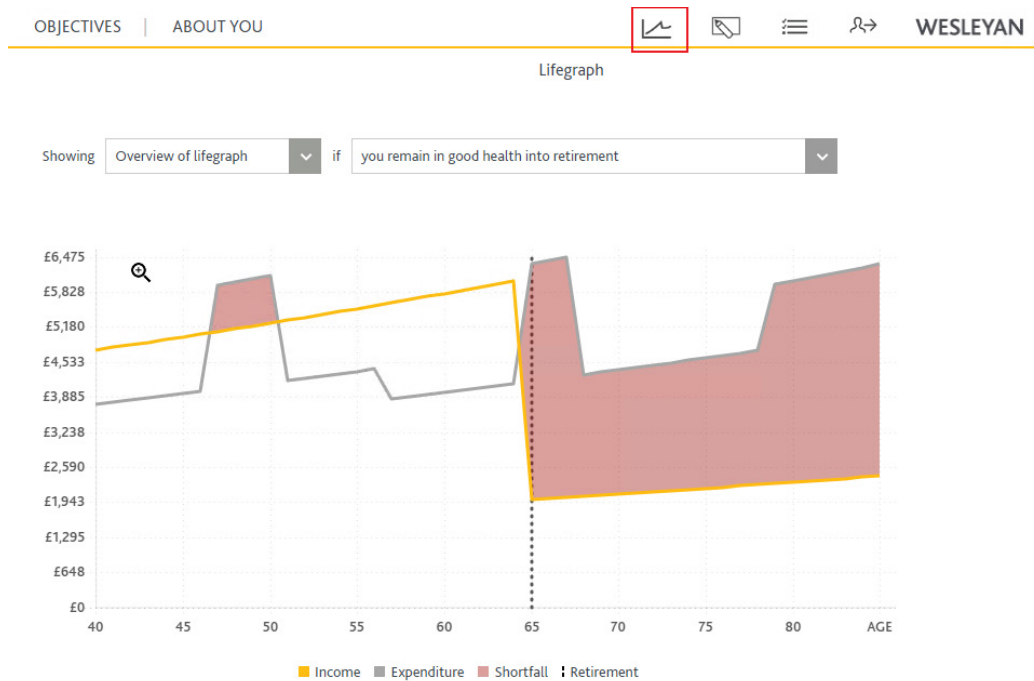 OBJECTIVES | ABOUT YOU WESLEYAN
Lifegraph
Showing Overview of lifegraph if you remain in good health into retirement
£6,475
£5,828
£5,180
£4,533
£3,885
£3,238
£2,590
£1,943
£1,295
£648
£0
40 45 50 55 60 65 70 75 80 AGE
Income Expenditure Shortfall Retirement